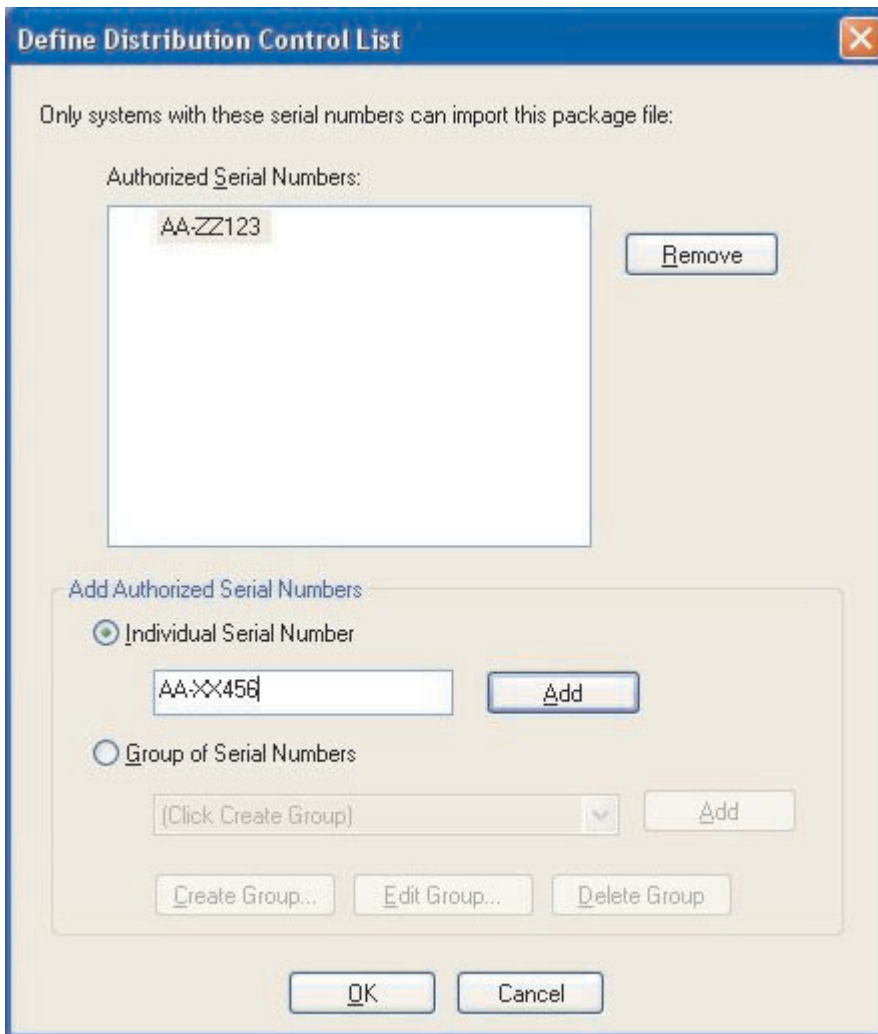 Define Distribution Control List
Only systems with these serial numbers can import this package file:
Authorized Serial Numbers:
AA-ZZ123
Remove
Add Authorized Serial Numbers
Individual Serial Number
AA-XX456
Add
Group of Serial Numbers
(Click Create Group)
Add
Create Group... Edit Group... Delete Group
OK Cancel